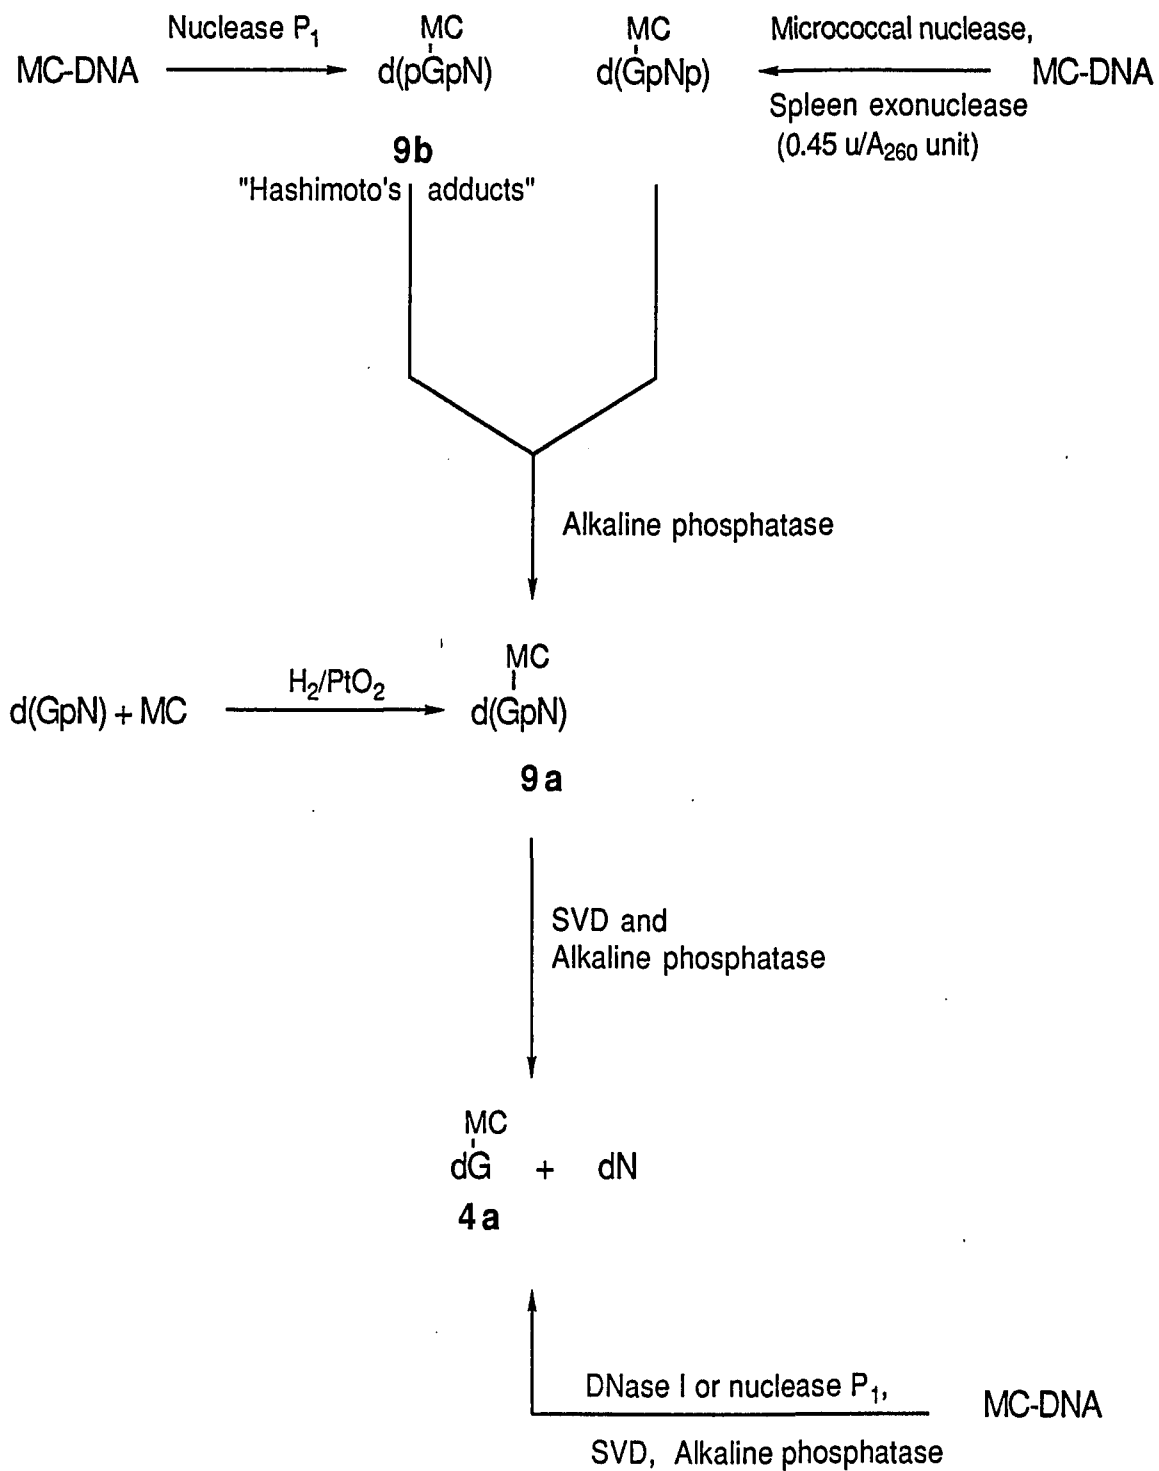 Nuclease P1
MC
MC
Micrococcal nuclease,
MC-DNA
d(pGpN)
d(GpNp)
MC-DNA
Spleen exonuclease
(0.45 u/A260 unit)
9b
"Hashimoto's adducts"
Alkaline phosphatase
MC
H2/PtO2
d(GpN) + MC
d(GpN)
9a
SVD and
Alkaline phosphatase
MC
dG + dN
4a
DNase I or nuclease P1,
MC-DNA
SVD, Alkaline phosphatase